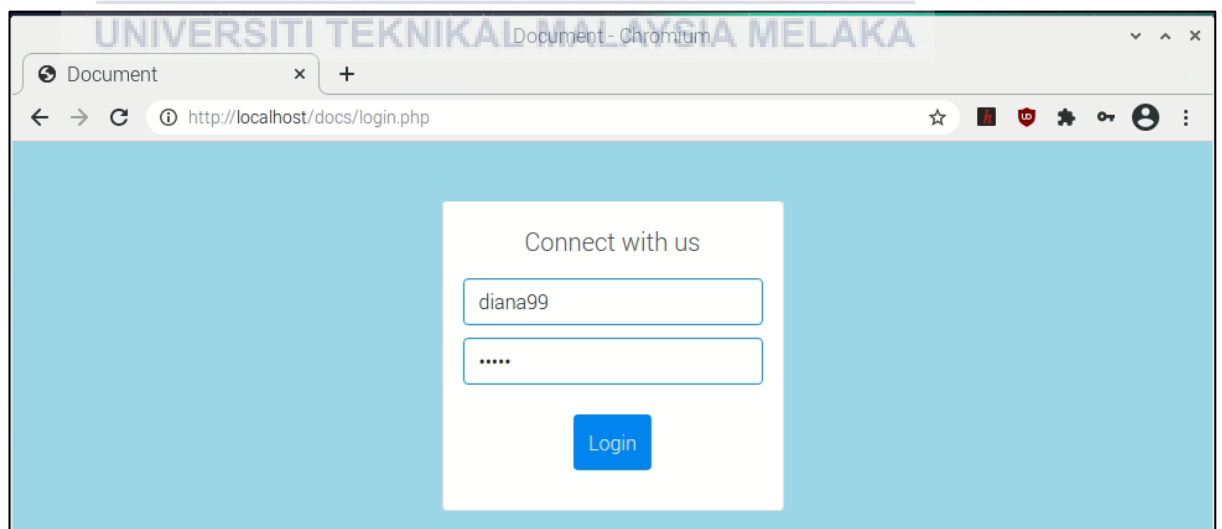 UNIVERSITI TEKNIKAL MALAYSIA MELAKA
Document - Chromium
Document
http://localhost/docs/login.php
Connect with us
diana99
•••••
Login